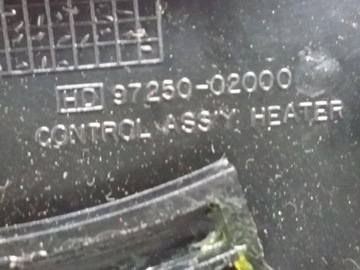 HD 97250-02000
CONTROL ASS'Y HEATER